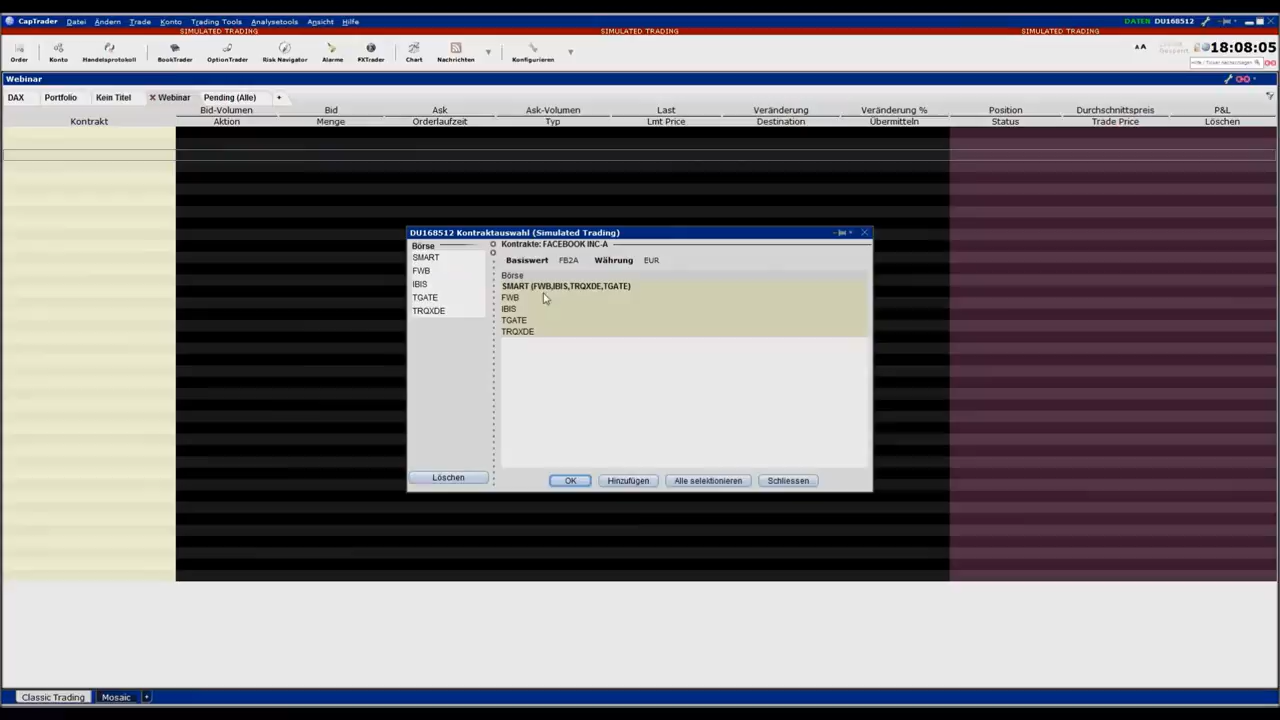 CapTrader Datei Ändern Trade Konto Trading Tools Analysetools Ansicht Hilfe DATEN DU168512
SIMULATED TRADING SIMULATED TRADING SIMULATED TRADING
Order Konto Handelsprotokoll BookTrader OptionTrader Risk Navigator Alarme FXTrader Chart Nachrichten Konfigurieren AA 18:08:05
Webinar
DAX Portfolio Kein Titel X Webinar Pending (Alle) +
Bid-Volumen Bid Ask Ask-Volumen Last Veränderung Veränderung % Position Durchschnittspreis P&L
Kontrakt Aktion Menge Orderlaufzeit Typ Lmt Price Destination Übermitteln Status Trade Price Löschen
DU168512 Kontraktauswahl (Simulated Trading)
Börse
SMART
FWB
IBIS
TGATE
TRQXDE
Löschen
Kontrakte: FACEBOOK INC-A
Basiswert FB2A Währung EUR
Börse
SMART (FWB,IBIS,TRQXDE,TGATE)
FWB
IBIS
TGATE
TRQXDE
OK Hinzufügen Alle selektionieren Schliessen
Classic Trading Mosaic +